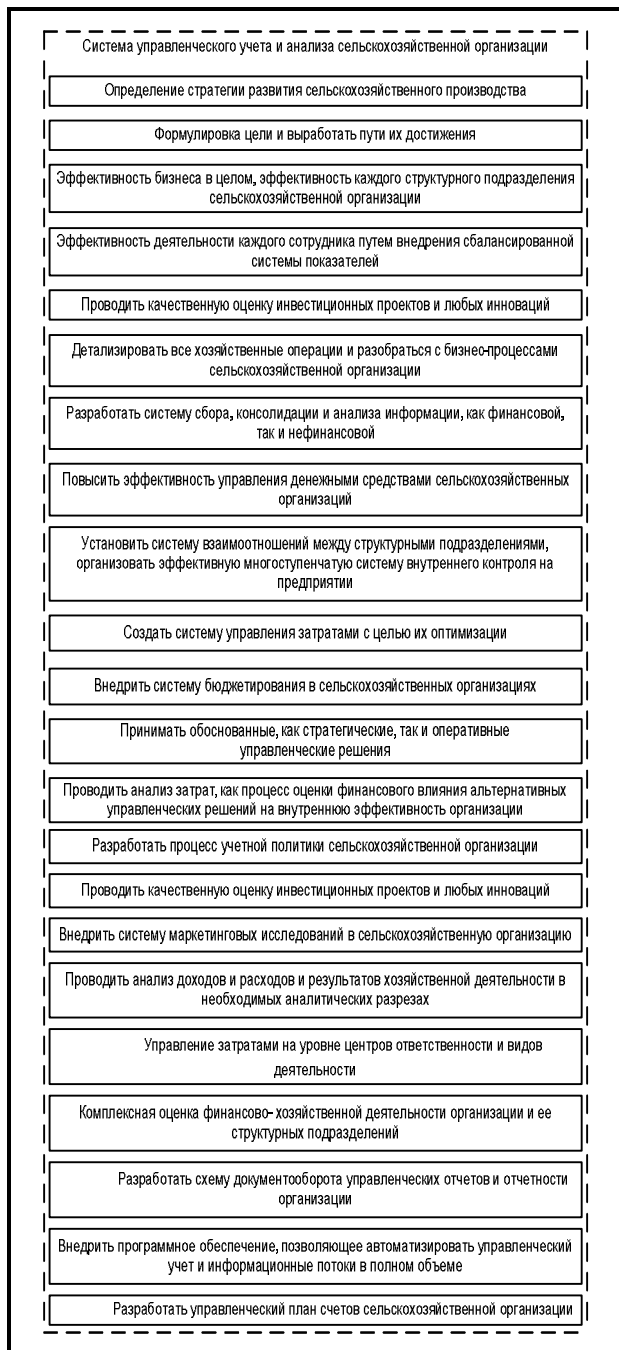 Система управленческого учета и анализа сельскохозяйственной организации
Определение стратегии развития сельскохозяйственного производства
Формулировка цели и выработать пути их достижения
Эффективность бизнеса в целом, эффективность каждого структурного подразделения
сельскохозяйственной организации
Эффективность деятельности каждого сотрудника путем внедрения сбалансированной
системы показателей
Проводить качественную оценку инвестиционных проектов и любых инноваций
Детализировать все хозяйственные операции и разобраться с бизнес-процессами
сельскохозяйственной организации
Разработать систему сбора, консолидации и анализа информации, как финансовой,
так и нефинансовой
Повысить эффективность управления денежными средствами сельскохозяйственных
организаций
Установить систему взаимоотношений между структурными подразделениями,
организовать эффективную многоступенчатую систему внутреннего контроля на
предприятии
Создать систему управления затратами с целью их оптимизации
Внедрить систему бюджетирования в сельскохозяйственных организациях
Принимать обоснованные, как стратегические, так и оперативные
управленческие решения
Проводить анализ затрат, как процесс оценки финансового влияния альтернативных
управленческих решений на внутреннюю эффективность организации
Разработать процесс учетной политики сельскохозяйственной организации
Проводить качественную оценку инвестиционных проектов и любых инноваций
Внедрить систему маркетинговых исследований в сельскохозяйственную организацию
Проводить анализ доходов и расходов и результатов хозяйственной деятельности в
необходимых аналитических разрезах
Управление затратами на уровне центров ответственности и видов
деятельности
Комплексная оценка финансово- хозяйственной деятельности организации и ее
структурных подразделений
Разработать схему документооборота управленческих отчетов и отчетности
организации
Внедрить программное обеспечение, позволяющее автоматизировать управленческий
учет и информационные потоки в полном объеме
Разработать управленческий план счетов сельскохозяйственной организации